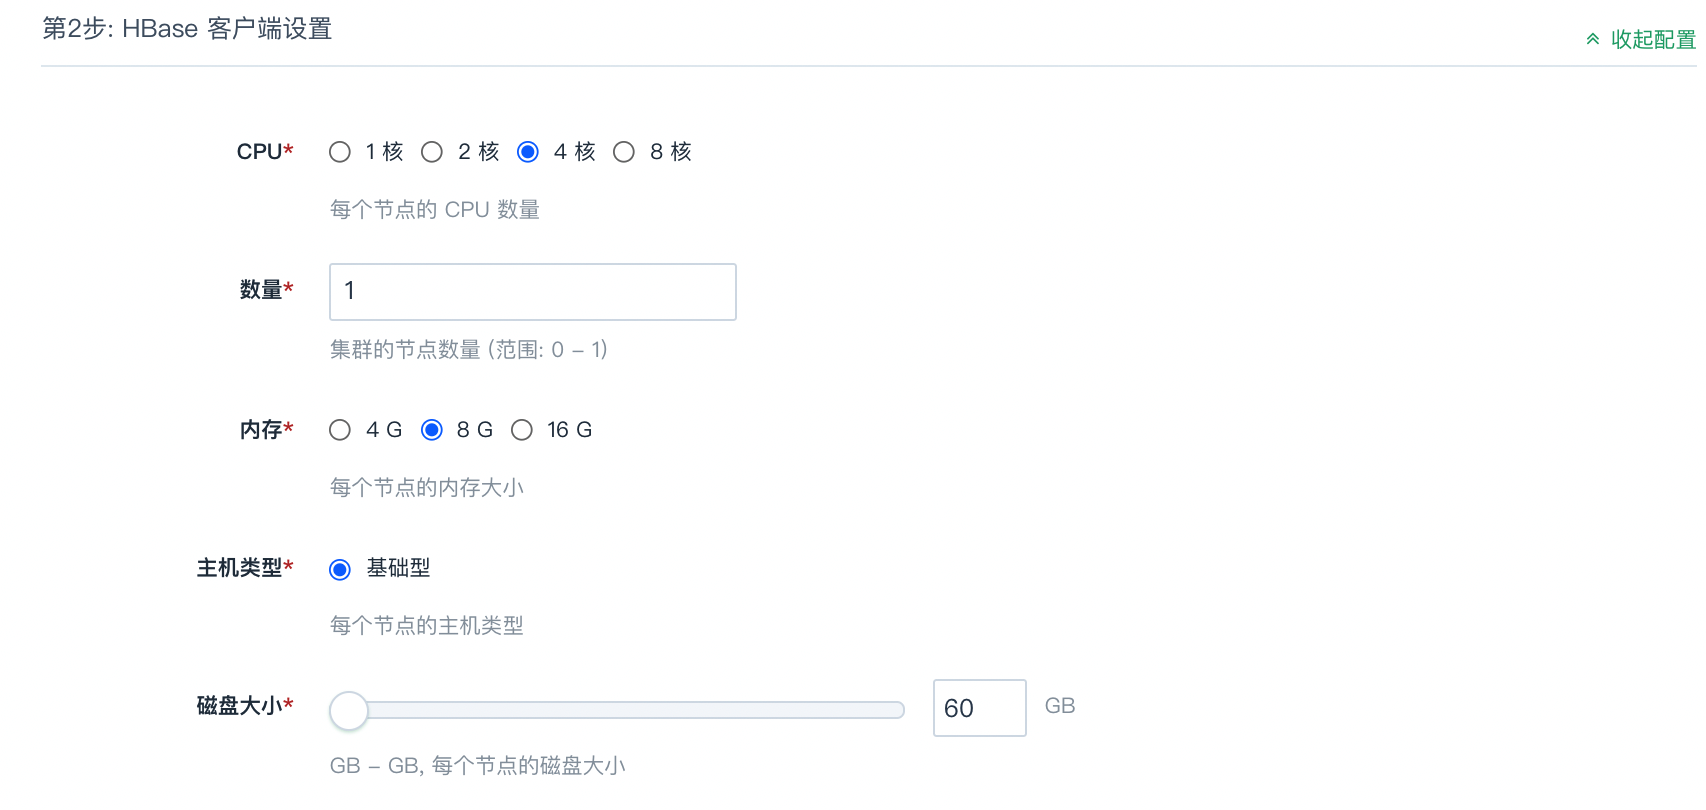 第2步: HBase 客户端设置
收起配置
CPU* 1 核 2 核 4 核 8 核
每个节点的 CPU 数量
数量* 1
集群的节点数量 (范围: 0 – 1)
内存* 4 G 8 G 16 G
每个节点的内存大小
主机类型* 基础型
每个节点的主机类型
磁盘大小* 60 GB
GB – GB, 每个节点的磁盘大小